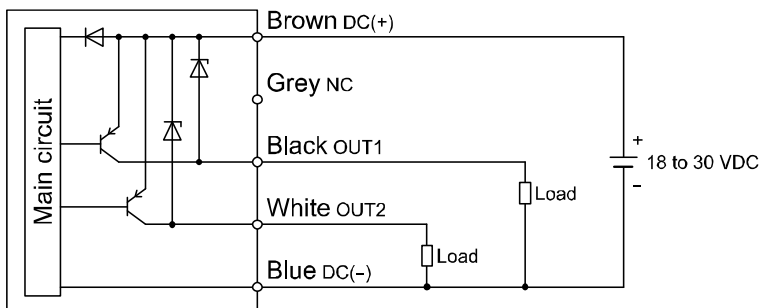 Brown DC(+)
Grey NC
Main circuit
Black OUT1
+
18 to 30 VDC
−
Load
White OUT2
Load
Blue DC(−)